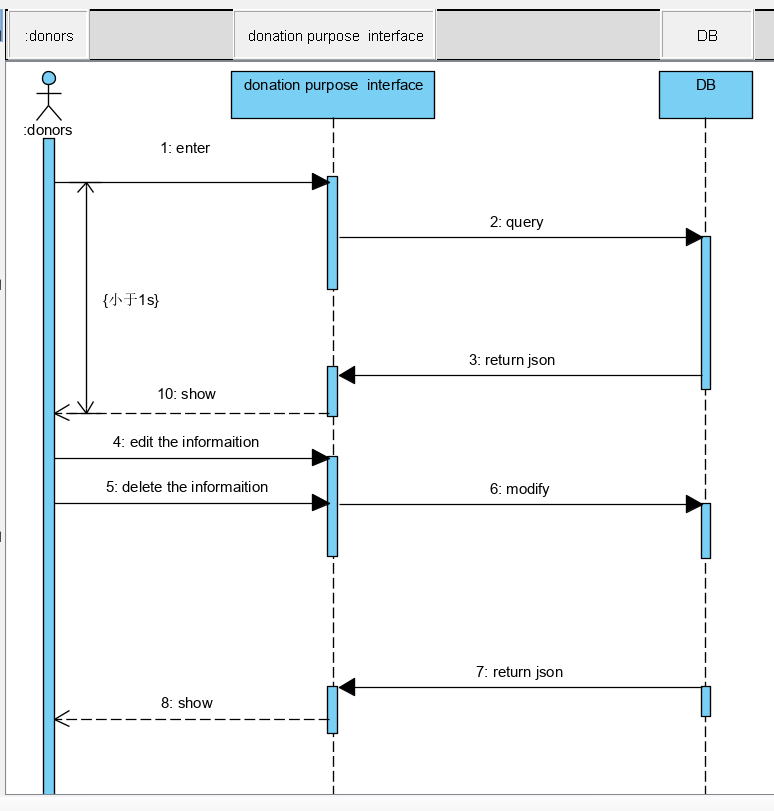 :donors
donation purpose interface
DB
donation purpose interface
DB
:donors
1: enter
2: query
{小于1s}
3: return json
10: show
4: edit the informaition
5: delete the informaition
6: modify
7: return json
8: show